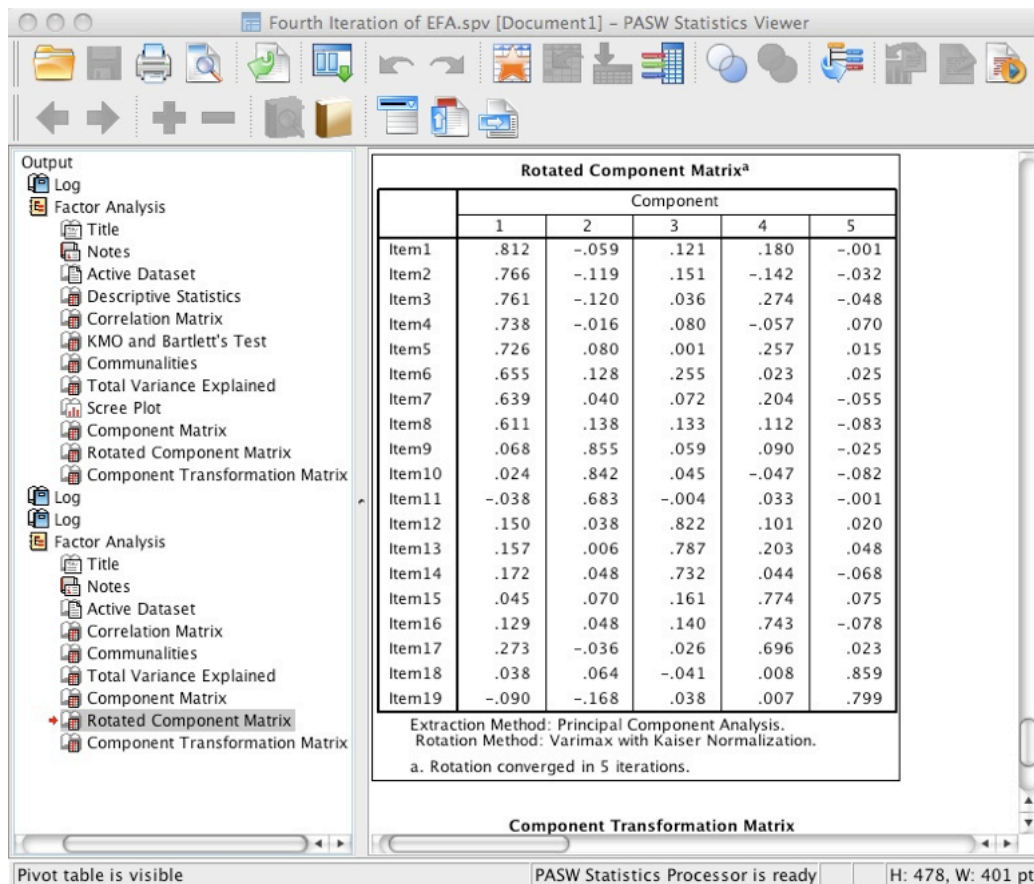 Fourth Iteration of EFA.spv [Document1] – PASW Statistics Viewer
Output
Log
Factor Analysis
Title
Notes
Active Dataset
Descriptive Statistics
Correlation Matrix
KMO and Bartlett's Test
Communalities
Total Variance Explained
Scree Plot
Component Matrix
Rotated Component Matrix
Component Transformation Matrix
Log
Log
Factor Analysis
Title
Notes
Active Dataset
Correlation Matrix
Communalities
Total Variance Explained
Component Matrix
Rotated Component Matrix
Component Transformation Matrix
Rotated Component Matrixa
Component
1 2 3 4 5
Item1 .812 -.059 .121 .180 -.001
Item2 .766 -.119 .151 -.142 -.032
Item3 .761 -.120 .036 .274 -.048
Item4 .738 -.016 .080 -.057 .070
Item5 .726 .080 .001 .257 .015
Item6 .655 .128 .255 .023 .025
Item7 .639 .040 .072 .204 -.055
Item8 .611 .138 .133 .112 -.083
Item9 .068 .855 .059 .090 -.025
Item10 .024 .842 .045 -.047 -.082
Item11 -.038 .683 -.004 .033 -.001
Item12 .150 .038 .822 .101 .020
Item13 .157 .006 .787 .203 .048
Item14 .172 .048 .732 .044 -.068
Item15 .045 .070 .161 .774 .075
Item16 .129 .048 .140 .743 -.078
Item17 .273 -.036 .026 .696 .023
Item18 .038 .064 -.041 .008 .859
Item19 -.090 -.168 .038 .007 .799
Extraction Method: Principal Component Analysis.
Rotation Method: Varimax with Kaiser Normalization.
a. Rotation converged in 5 iterations.
Component Transformation Matrix
Pivot table is visible
PASW Statistics Processor is ready
H: 478, W: 401 pt